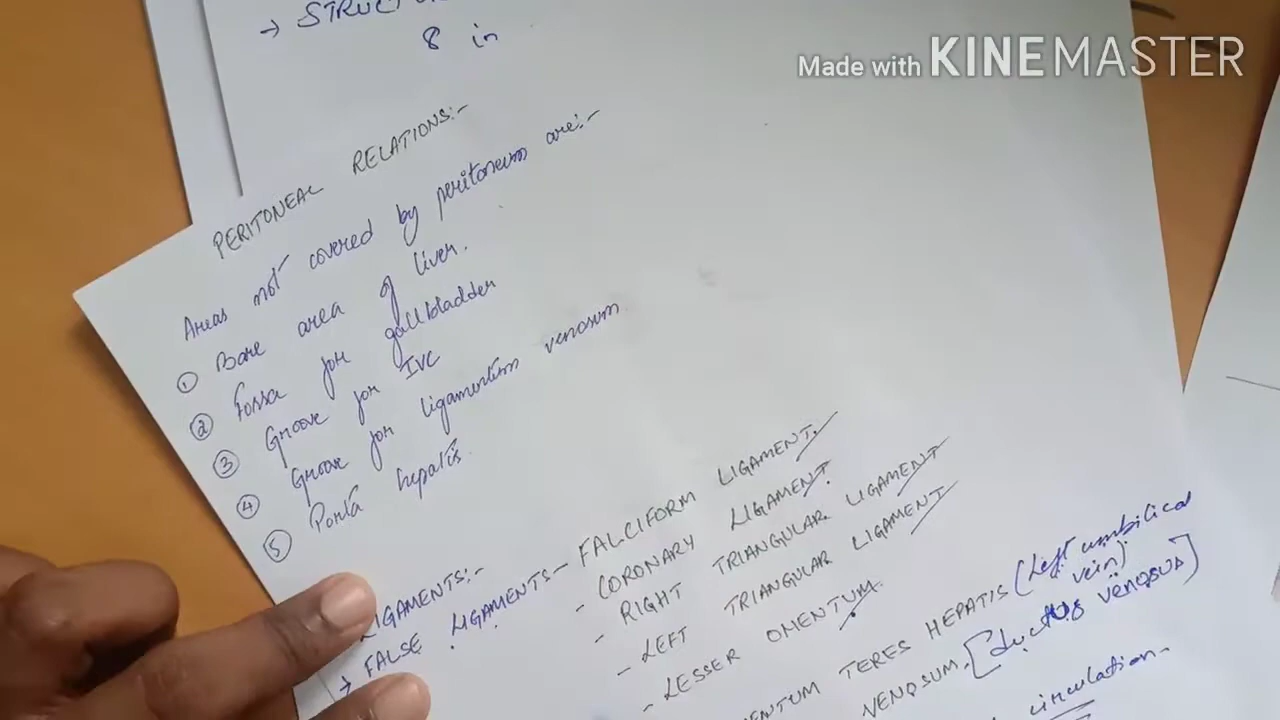 → STRUCTU
8 in
Made with KINEMASTER
PERITONEAL RELATIONS:-
Areas not covered by peritoneum are:-
① Bare area of liver.
② Fossa for gallbladder
③ Groove for IVC
④ Groove for ligamentum venosum
⑤ Porta hepatis
LIGAMENTS:-
→ FALSE LIGAMENTS - FALCIFORM LIGAMENT.
- CORONARY LIGAMENT
- RIGHT TRIANGULAR LIGAMENT
- LEFT TRIANGULAR LIGAMENT
- LESSER OMENTUM
ENTUM TERES HEPATIS (Left umbilical vein)
VENOSUM. [ductus venosus]
circulation.